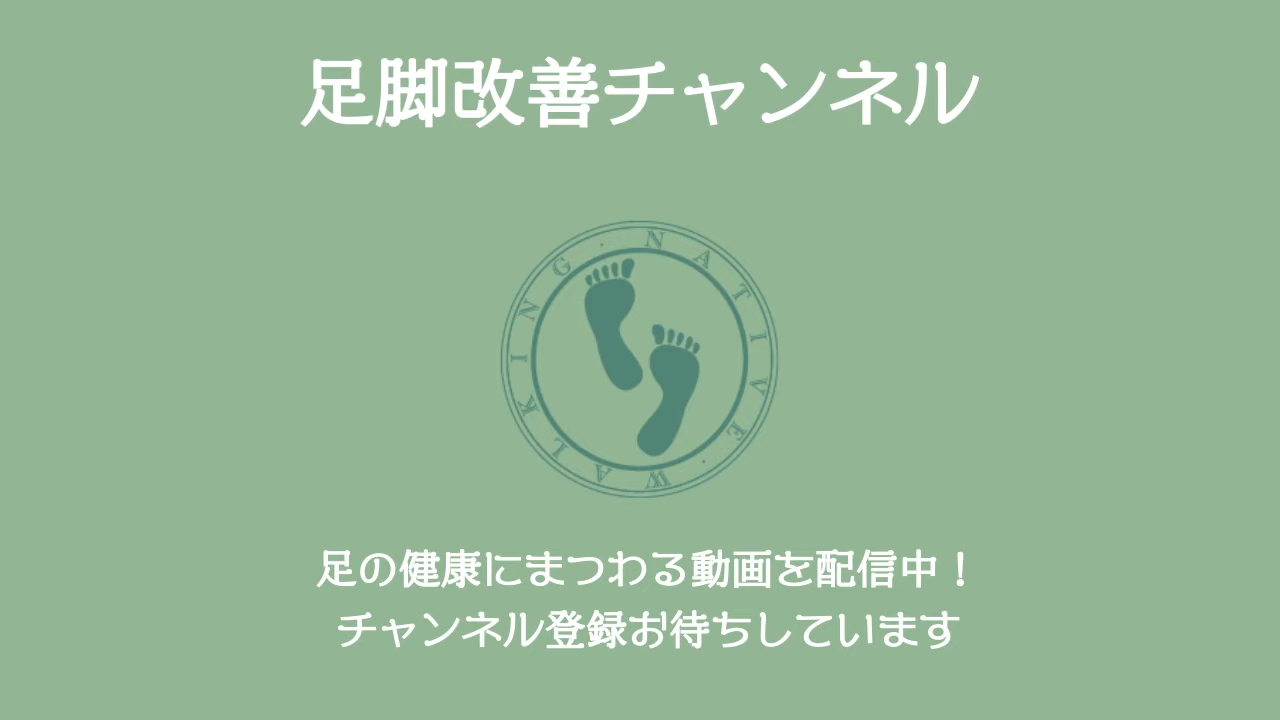 足脚改善チャンネル
NATIVE・WALKING・
足の健康にまつわる動画を配信中！
チャンネル登録お待ちしています